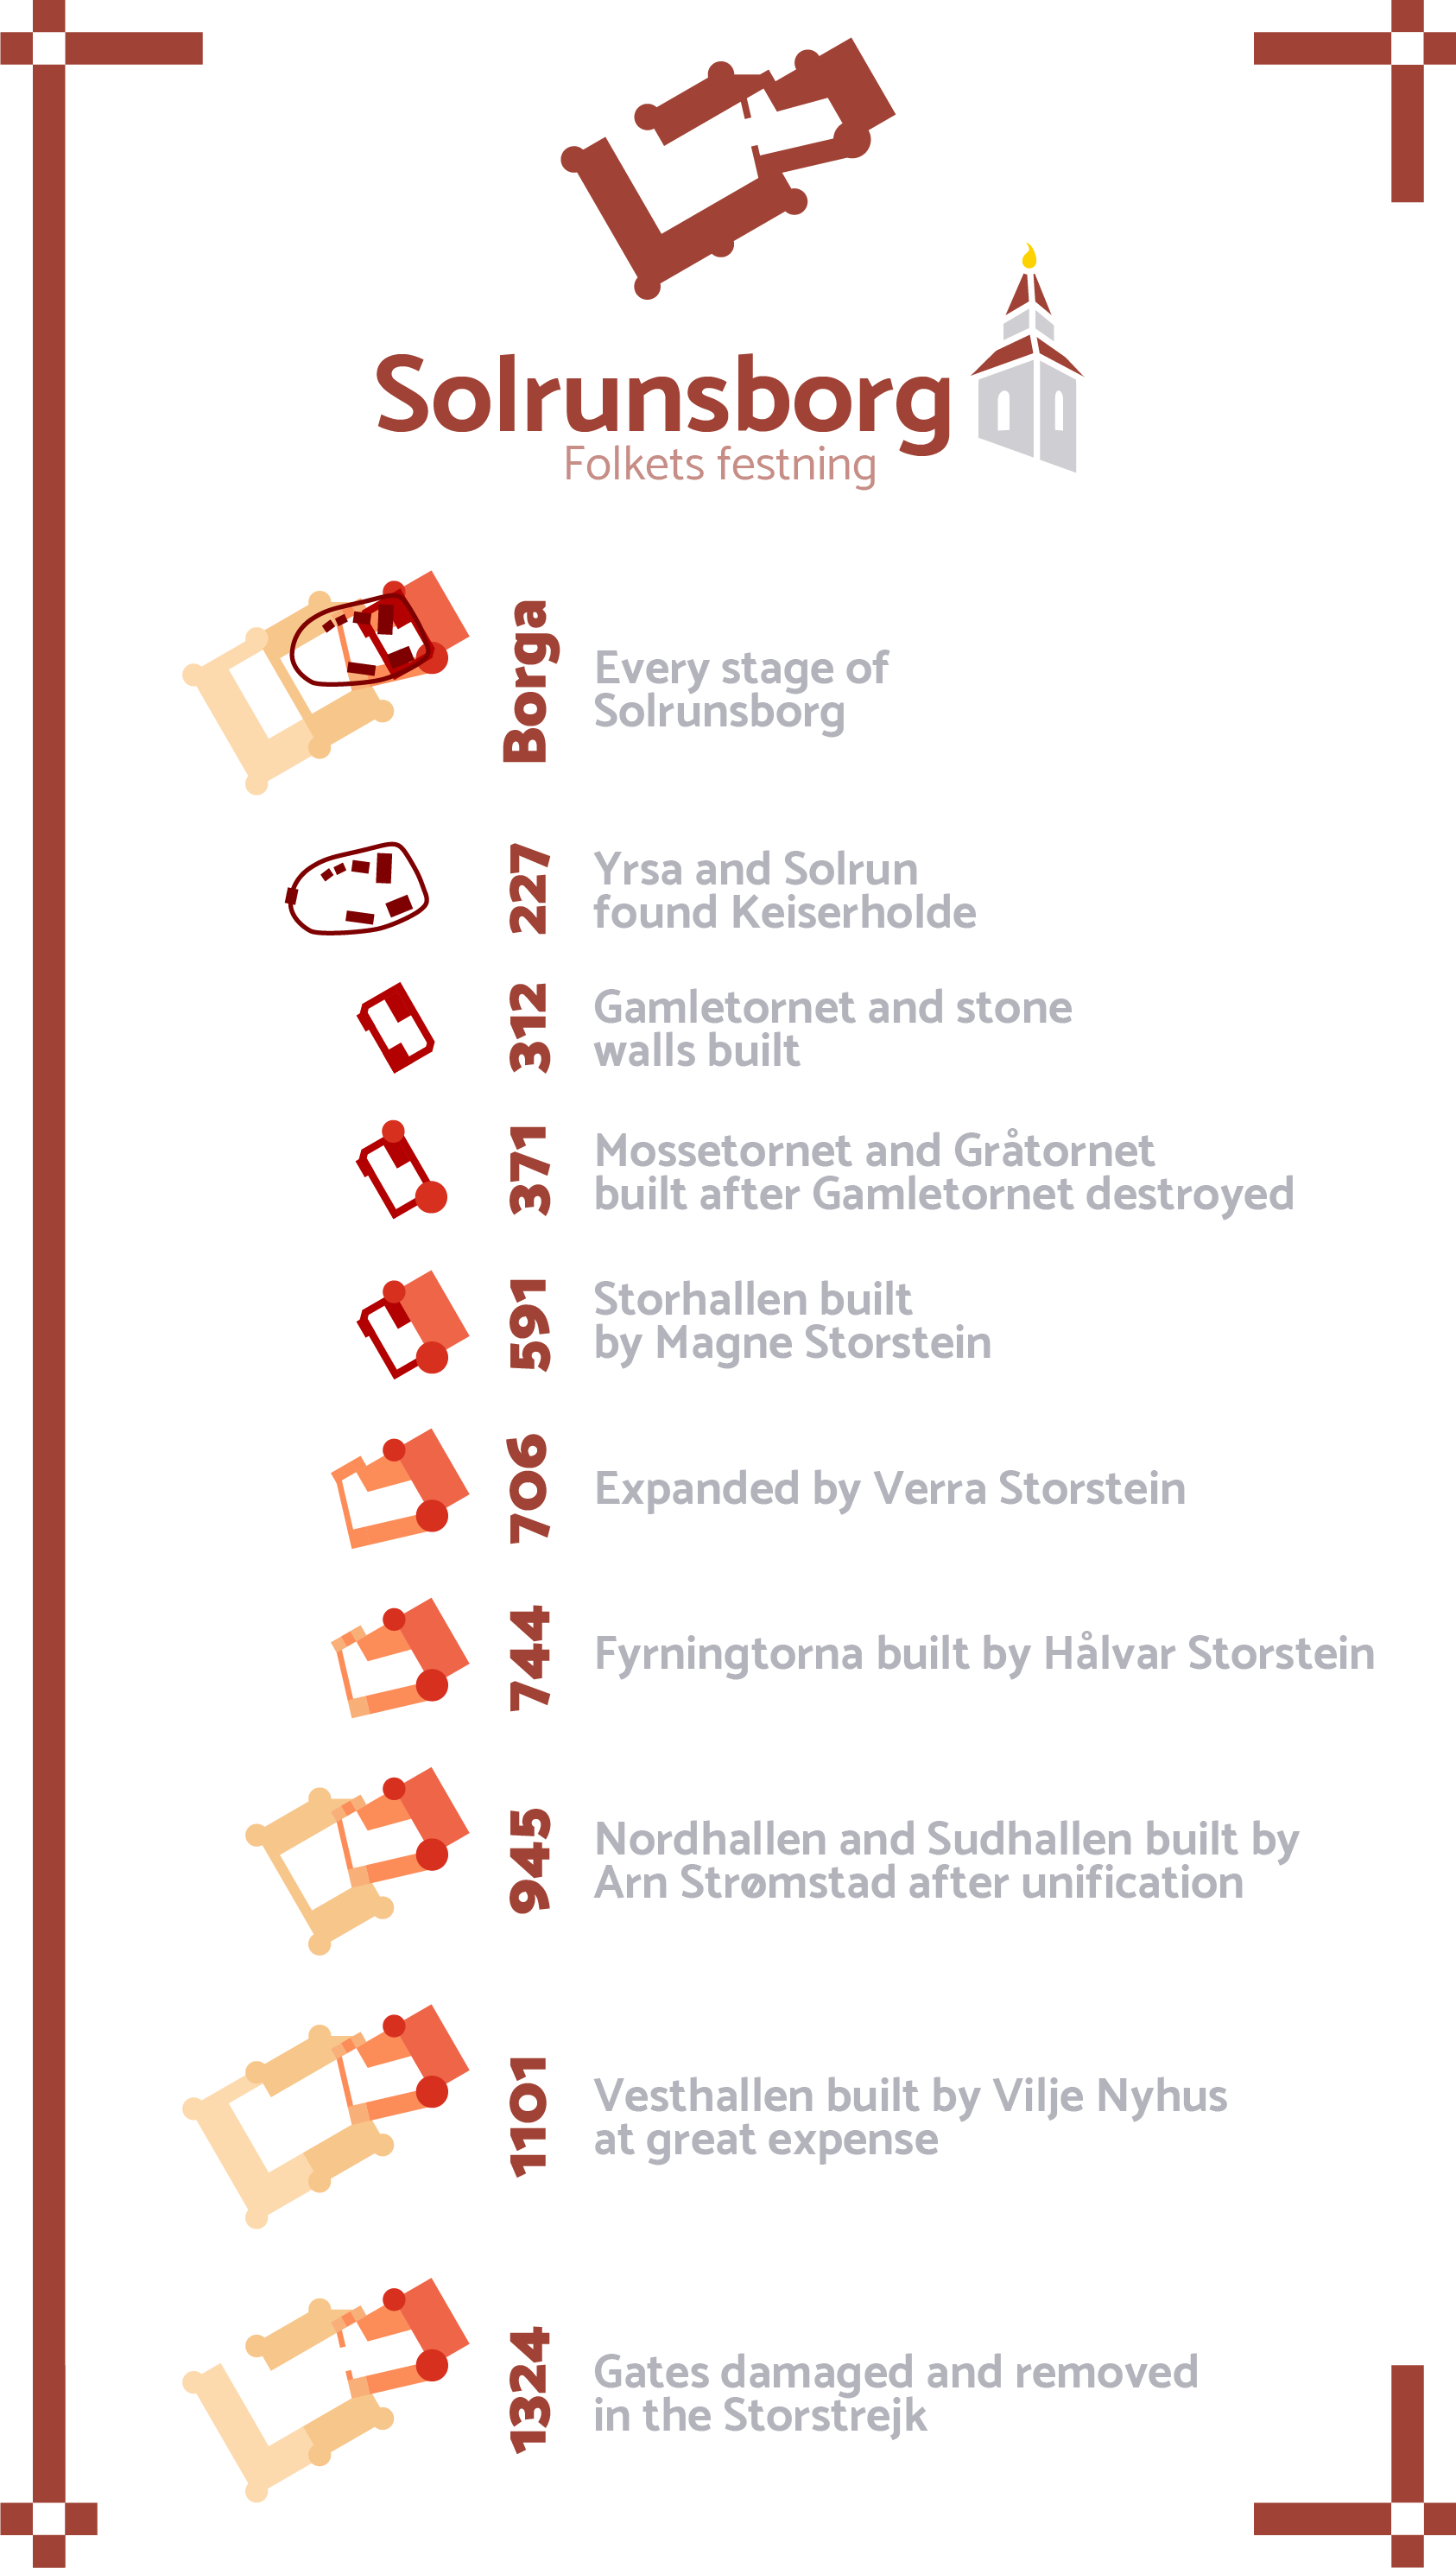 Solrunsborg
Folkets festning
Borga
Every stage of
Solrunsborg
227
Yrsa and Solrun
found Keiserholde
312
Gamletornet and stone
walls built
371
Mossetornet and Gråtornet
built after Gamletornet destroyed
591
Storhallen built
by Magne Storstein
706
Expanded by Verra Storstein
744
Fyrningtorna built by Hålvar Storstein
945
Nordhallen and Sudhallen built by
Arn Strømstad after unification
1101
Vesthallen built by Vilje Nyhus
at great expense
1324
Gates damaged and removed
in the Storstrejk